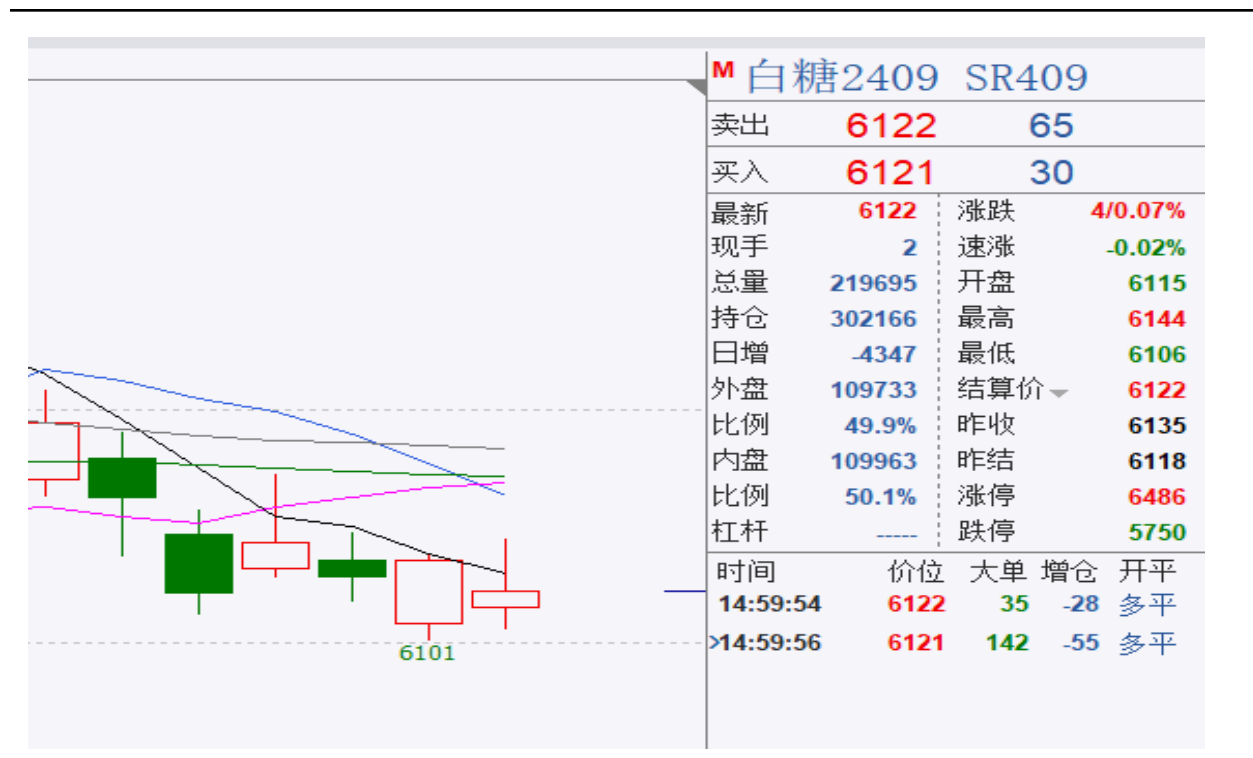 M 白糖2409 SR409
卖出 6122 65
买入 6121 30
最新 6122 涨跌 4/0.07%
现手 2 速涨 -0.02%
总量 219695 开盘 6115
持仓 302166 最高 6144
日增 -4347 最低 6106
外盘 109733 结算价 6122
比例 49.9% 昨收 6135
内盘 109963 昨结 6118
比例 50.1% 涨停 6486
杠杆 ----- 跌停 5750
时间 价位 大单 增仓 开平
14:59:54 6122 35 -28 多平
>14:59:56 6121 142 -55 多平
6101